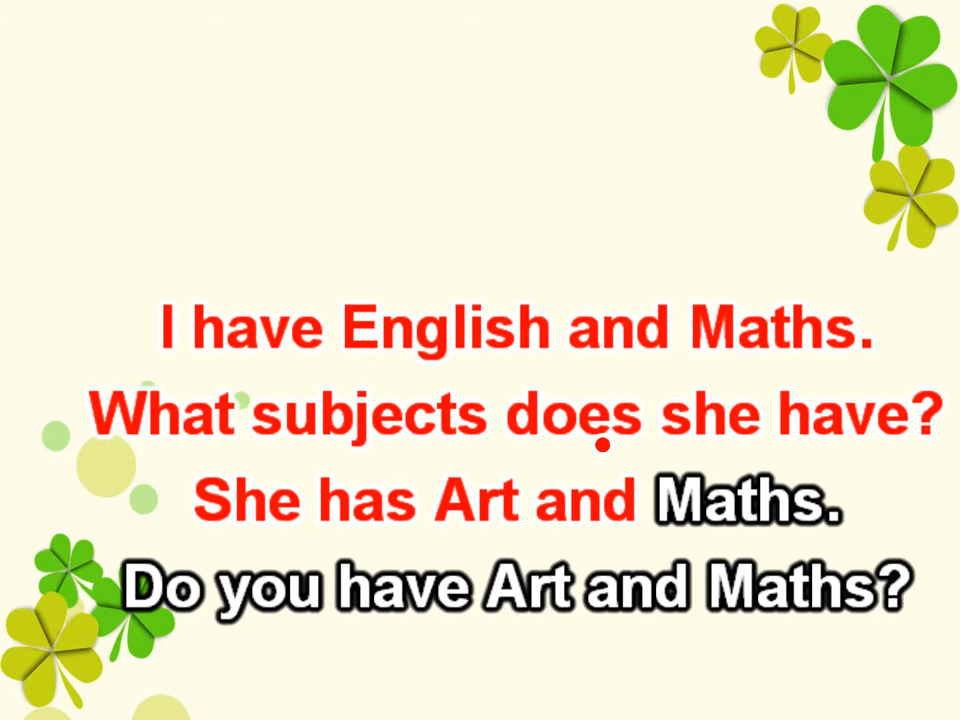 I have English and Maths.
What subjects does she have?
She has Art and Maths.
Do you have Art and Maths?